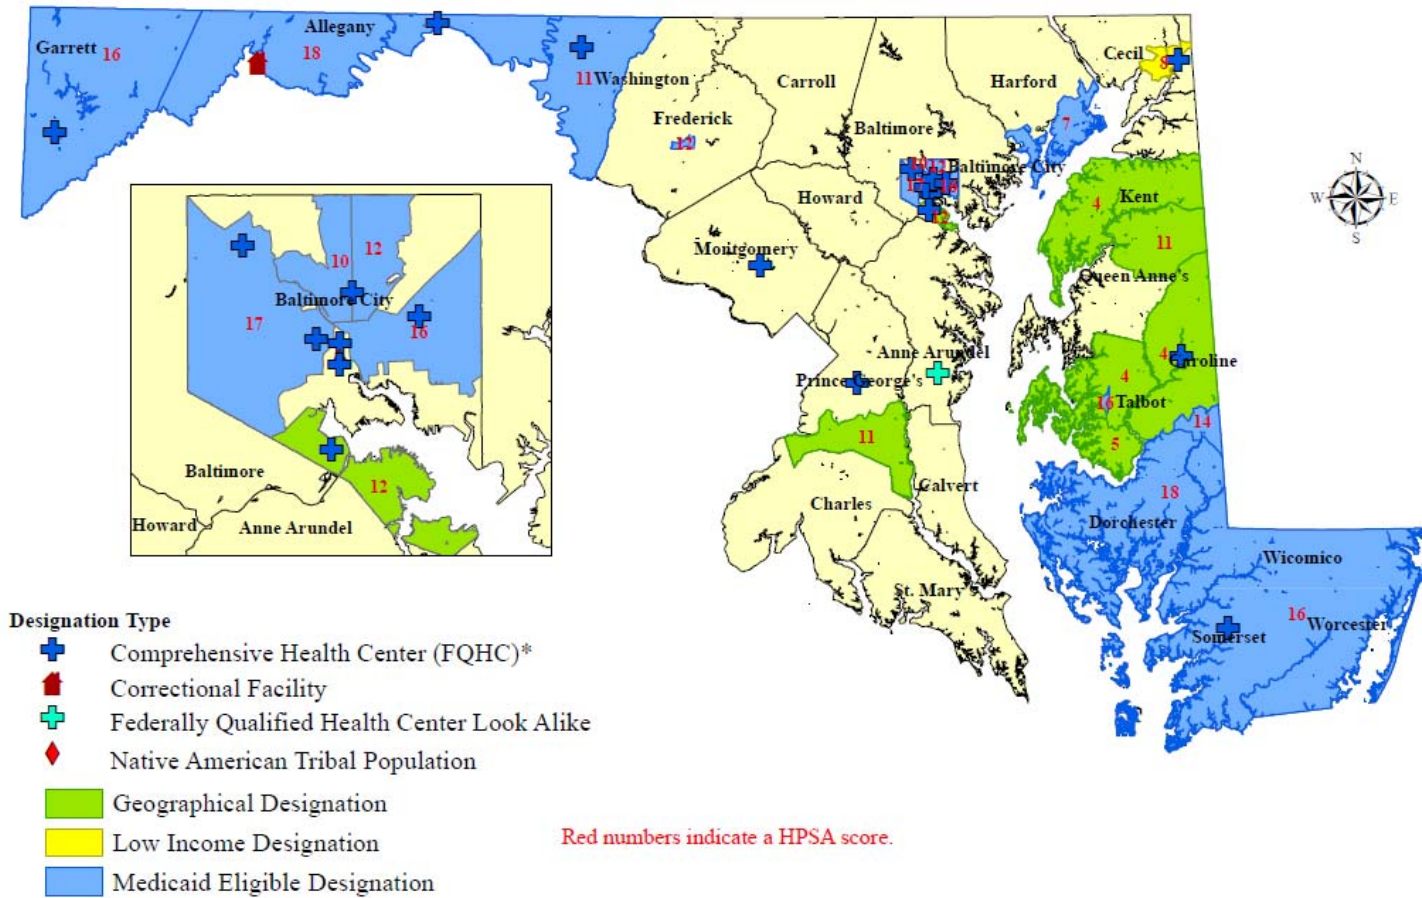 Garrett
16
Allegany
18
11
Washington
Frederick
12
Carroll
Baltimore
Harford
Cecil
8
7
Baltimore City
12
Howard
Montgomery
Kent
4
11
Queen Anne's
Anne Arundel
Prince George's
4
Caroline
4
16
Talbot
5
14
11
Charles
Calvert
St. Mary's
18
Dorchester
Wicomico
16
Worcester
Somerset
N
W
E
S
10
12
Baltimore City
17
16
Baltimore
12
Howard
Anne Arundel
Designation Type
Comprehensive Health Center (FQHC)*
Correctional Facility
Federally Qualified Health Center Look Alike
Native American Tribal Population
Geographical Designation
Low Income Designation
Medicaid Eligible Designation
Red numbers indicate a HPSA score.